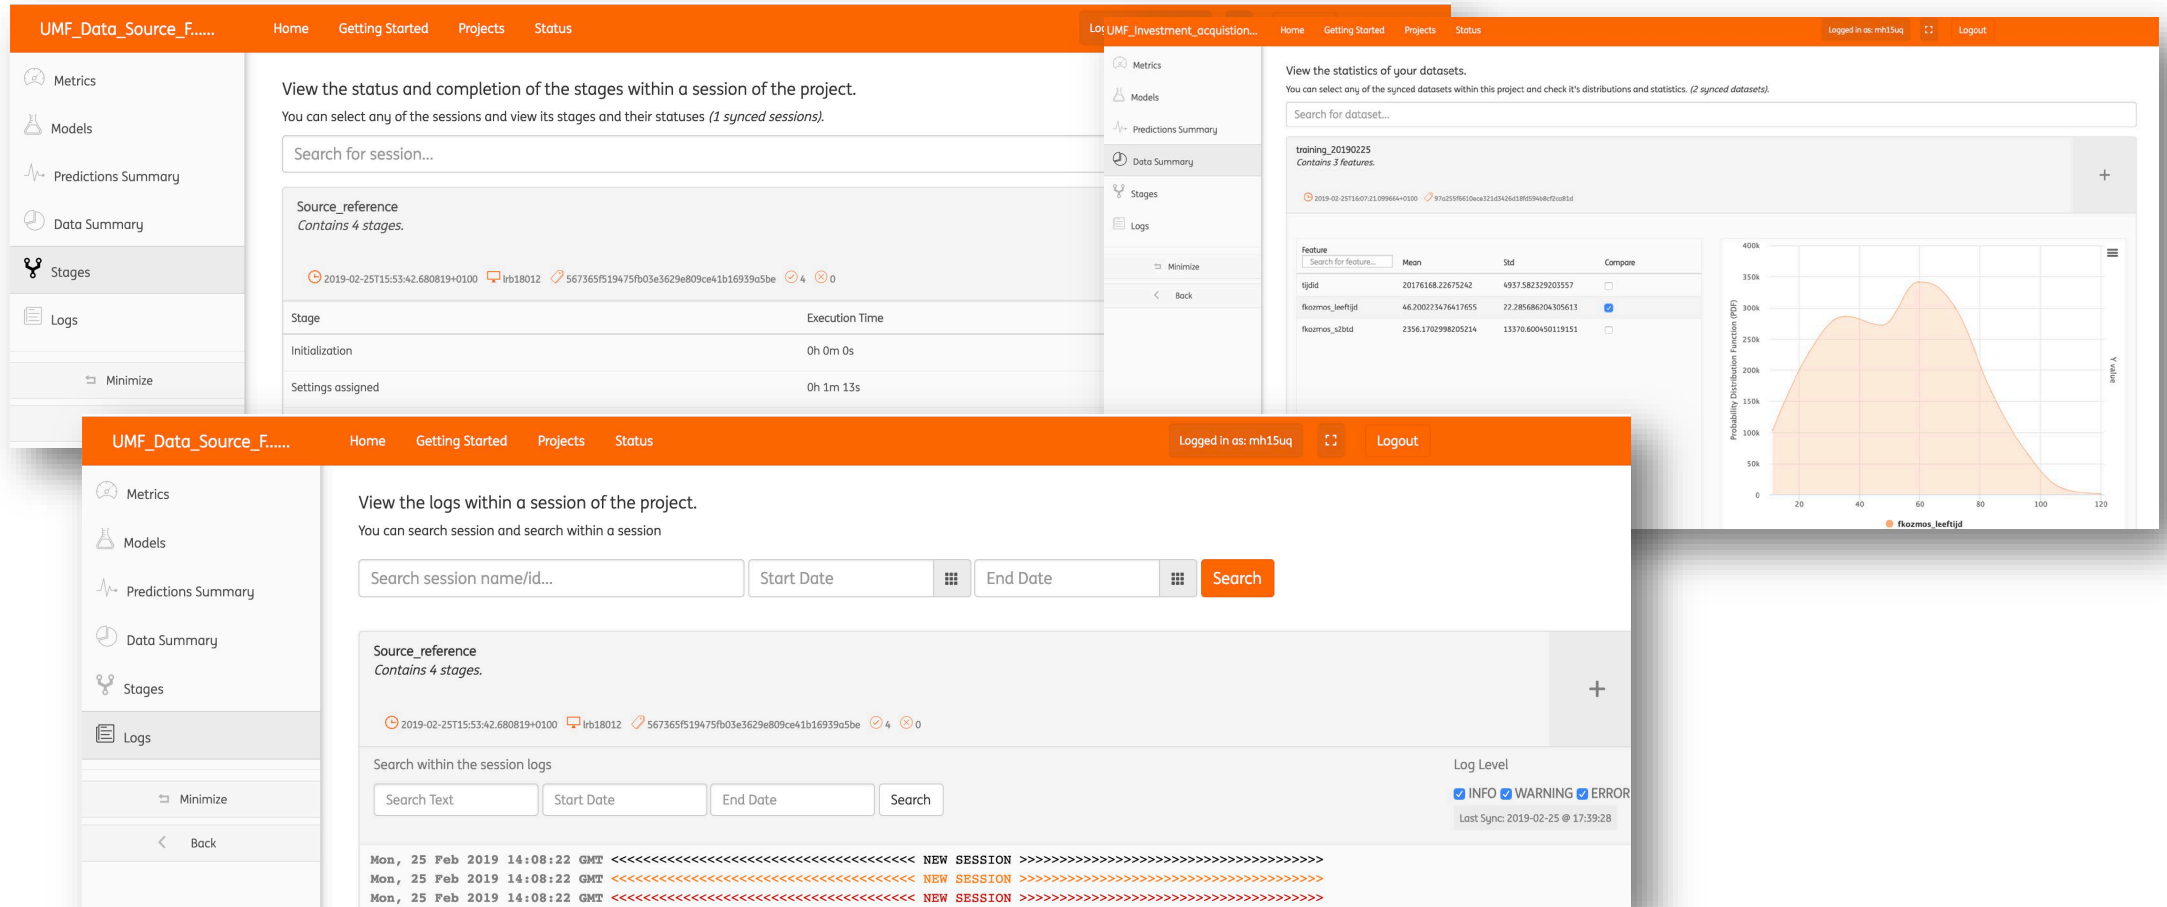 UMF_Data_Source_F......
Home Getting Started Projects Status
Metrics
Models
Predictions Summary
Data Summary
Stages
Logs
Minimize
View the status and completion of the stages within a session of the project.
You can select any of the sessions and view its stages and their statuses (1 synced sessions).
Search for session...
Source_reference
Contains 4 stages.
2019-02-25T15:53:42.680819+0100 lrb18012 567365f519475fb03e3629e809ce41b16939a5be 4 0
Stage Execution Time
Initialization 0h 0m 0s
Settings assigned 0h 1m 13s
UMF_Investment_acquistion... Home Getting Started Projects Status Logged in as: mh15uq Logout
Metrics
Models
Predictions Summary
Data Summary
Stages
Logs
Minimize
Back
View the statistics of your datasets.
You can select any of the synced datasets within this project and check it's distributions and statistics. (2 synced datasets).
Search for dataset...
training_20190225
Contains 3 features.
+
2019-02-25T16:07:21.099664+0100 97a255f6610ece321d3426d18fd594b8cf2ca81d
Feature
Search for feature... Mean Std Compare
tijdid 20176168.22675242 4937.582329203557
fkozmos_leeftijd 46.200223476417655 22.285686204305613
fkozmos_s2btd 2356.1702998205214 13370.600450119151
400k
350k
300k
250k
200k
150k
100k
50k
0
Probability Distribution Function (PDF)
Y value
20 40 60 80 100 120
fkozmos_leeftijd
UMF_Data_Source_F...... Home Getting Started Projects Status Logged in as: mh15uq Logout
Metrics
Models
Predictions Summary
Data Summary
Stages
Logs
Minimize
Back
View the logs within a session of the project.
You can search session and search within a session
Search session name/id... Start Date End Date Search
Source_reference
Contains 4 stages.
+
2019-02-25T15:53:42.680819+0100 lrb18012 567365f519475fb03e3629e809ce41b16939a5be 4 0
Search within the session logs Log Level
Search Text Start Date End Date Search INFO WARNING ERROR
Last Sync: 2019-02-25 @ 17:39:28
Mon, 25 Feb 2019 14:08:22 GMT <<<<<<<<<<<<<<<<<<<<<<<<<<<<<<<<<<<<<< NEW SESSION >>>>>>>>>>>>>>>>>>>>>>>>>>>>>>>>>>>>>>
Mon, 25 Feb 2019 14:08:22 GMT <<<<<<<<<<<<<<<<<<<<<<<<<<<<<<<<<<<<<< NEW SESSION >>>>>>>>>>>>>>>>>>>>>>>>>>>>>>>>>>>>>>
Mon, 25 Feb 2019 14:08:22 GMT <<<<<<<<<<<<<<<<<<<<<<<<<<<<<<<<<<<<<< NEW SESSION >>>>>>>>>>>>>>>>>>>>>>>>>>>>>>>>>>>>>>